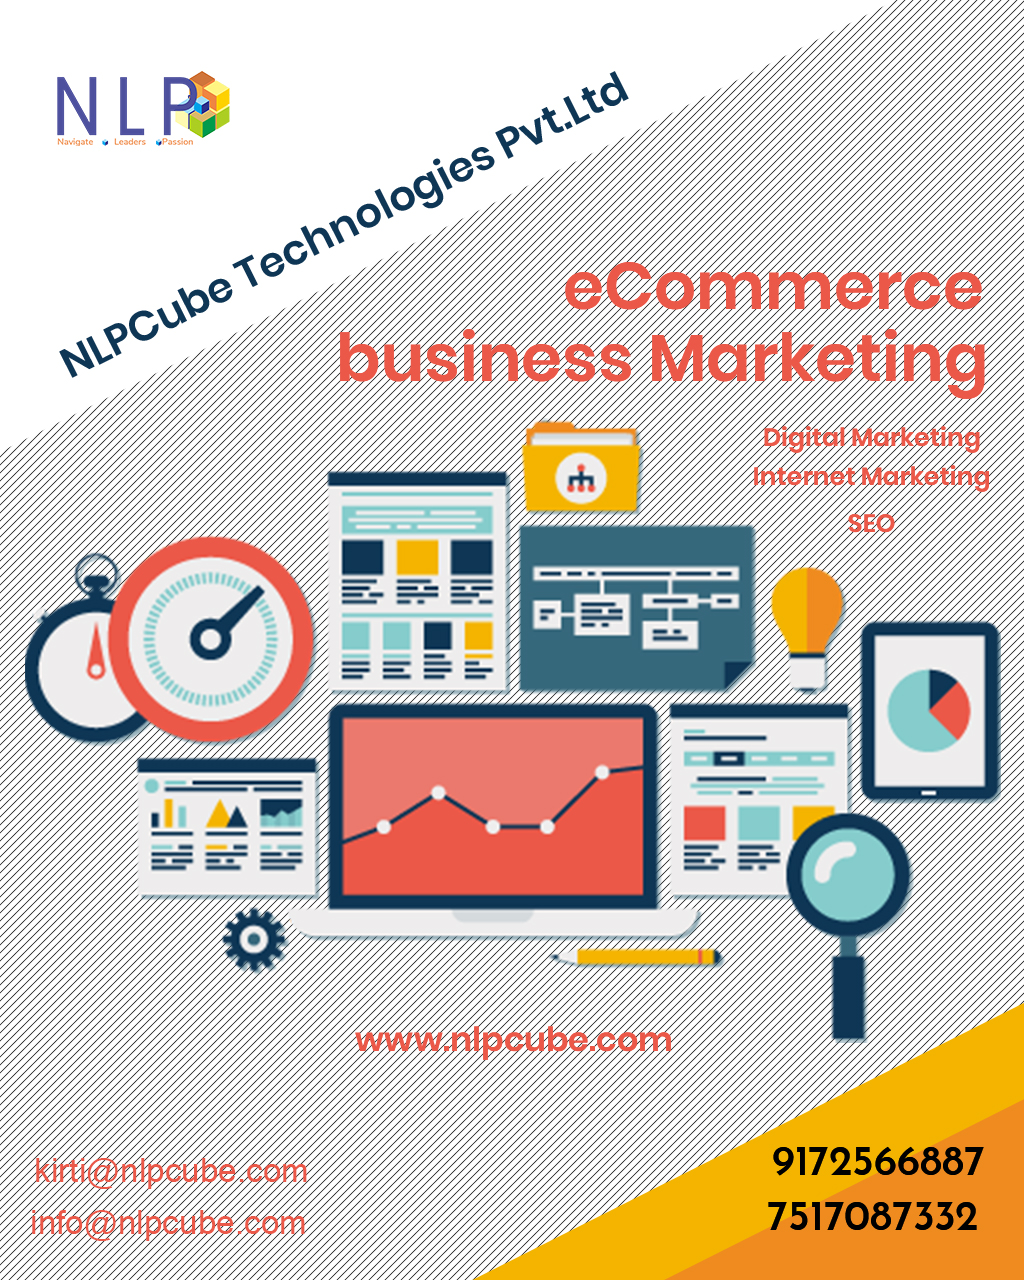 NLP
Navigate Leaders Passion
NLPCube Technologies Pvt.Ltd
eCommerce
business Marketing
Digital Marketing
Internet Marketing
SEO
www.nlpcube.com
kirti@nlpcube.com
info@nlpcube.com
9172566887
7517087332